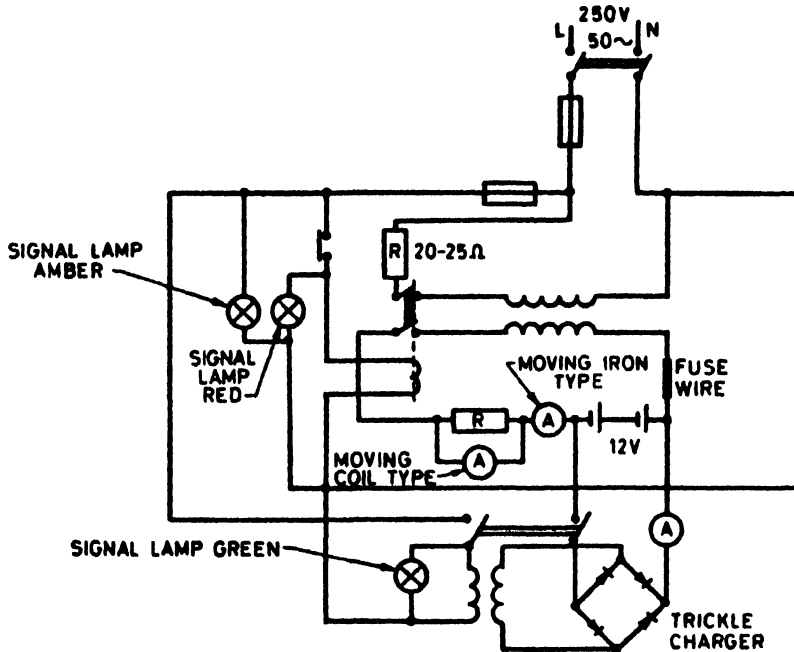 250V
L N
50~
R 20-25Ω
SIGNAL LAMP
AMBER
SIGNAL
LAMP
RED
MOVING IRON
TYPE
FUSE
WIRE
R
A
12V
MOVING
COIL TYPE
A
A
SIGNAL LAMP GREEN
TRICKLE
CHARGER